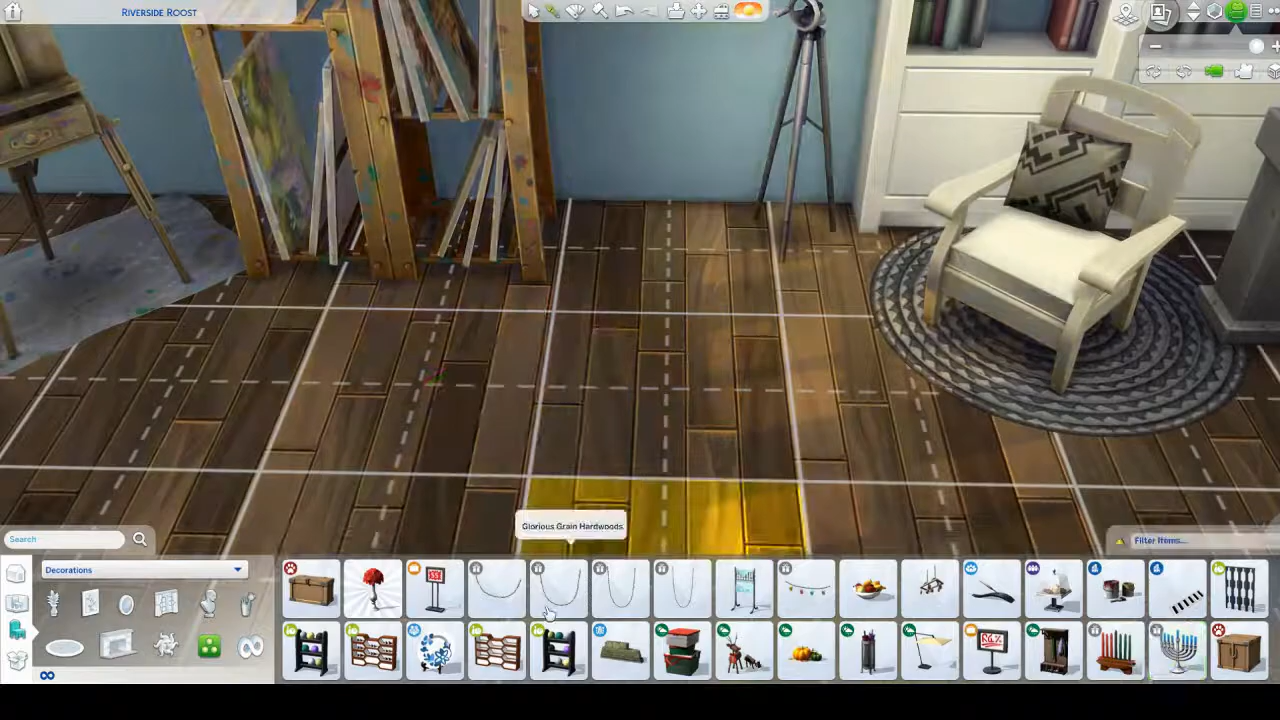 RIVERSIDE ROOST
Glorious Grain Hardwoods
Search
Filter Items...
Decorations